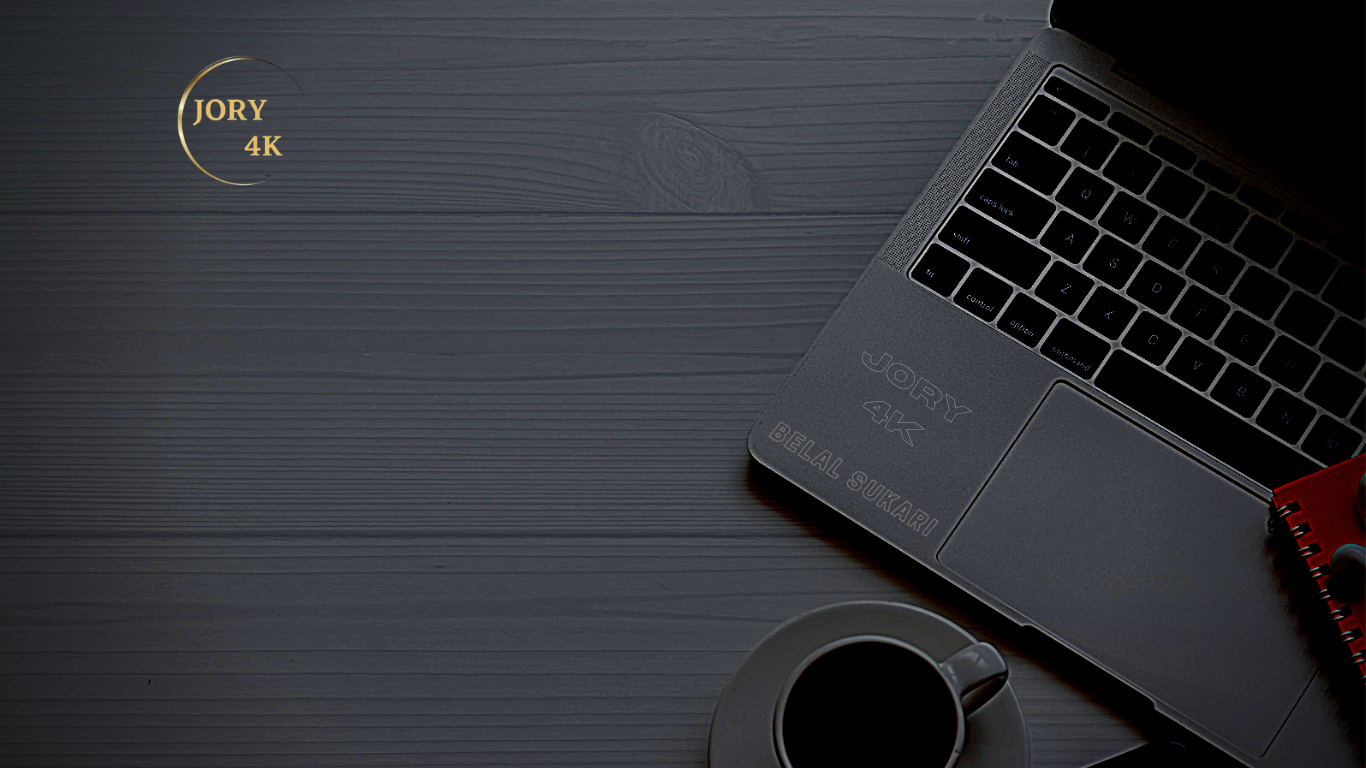 JORY
4K
tab
caps lock
shift
fn
control
option
command
Q
W
E
R
A
S
D
F
G
H
Z
X
C
V
B
N
M
JORY
4K
BELAL SUKARI